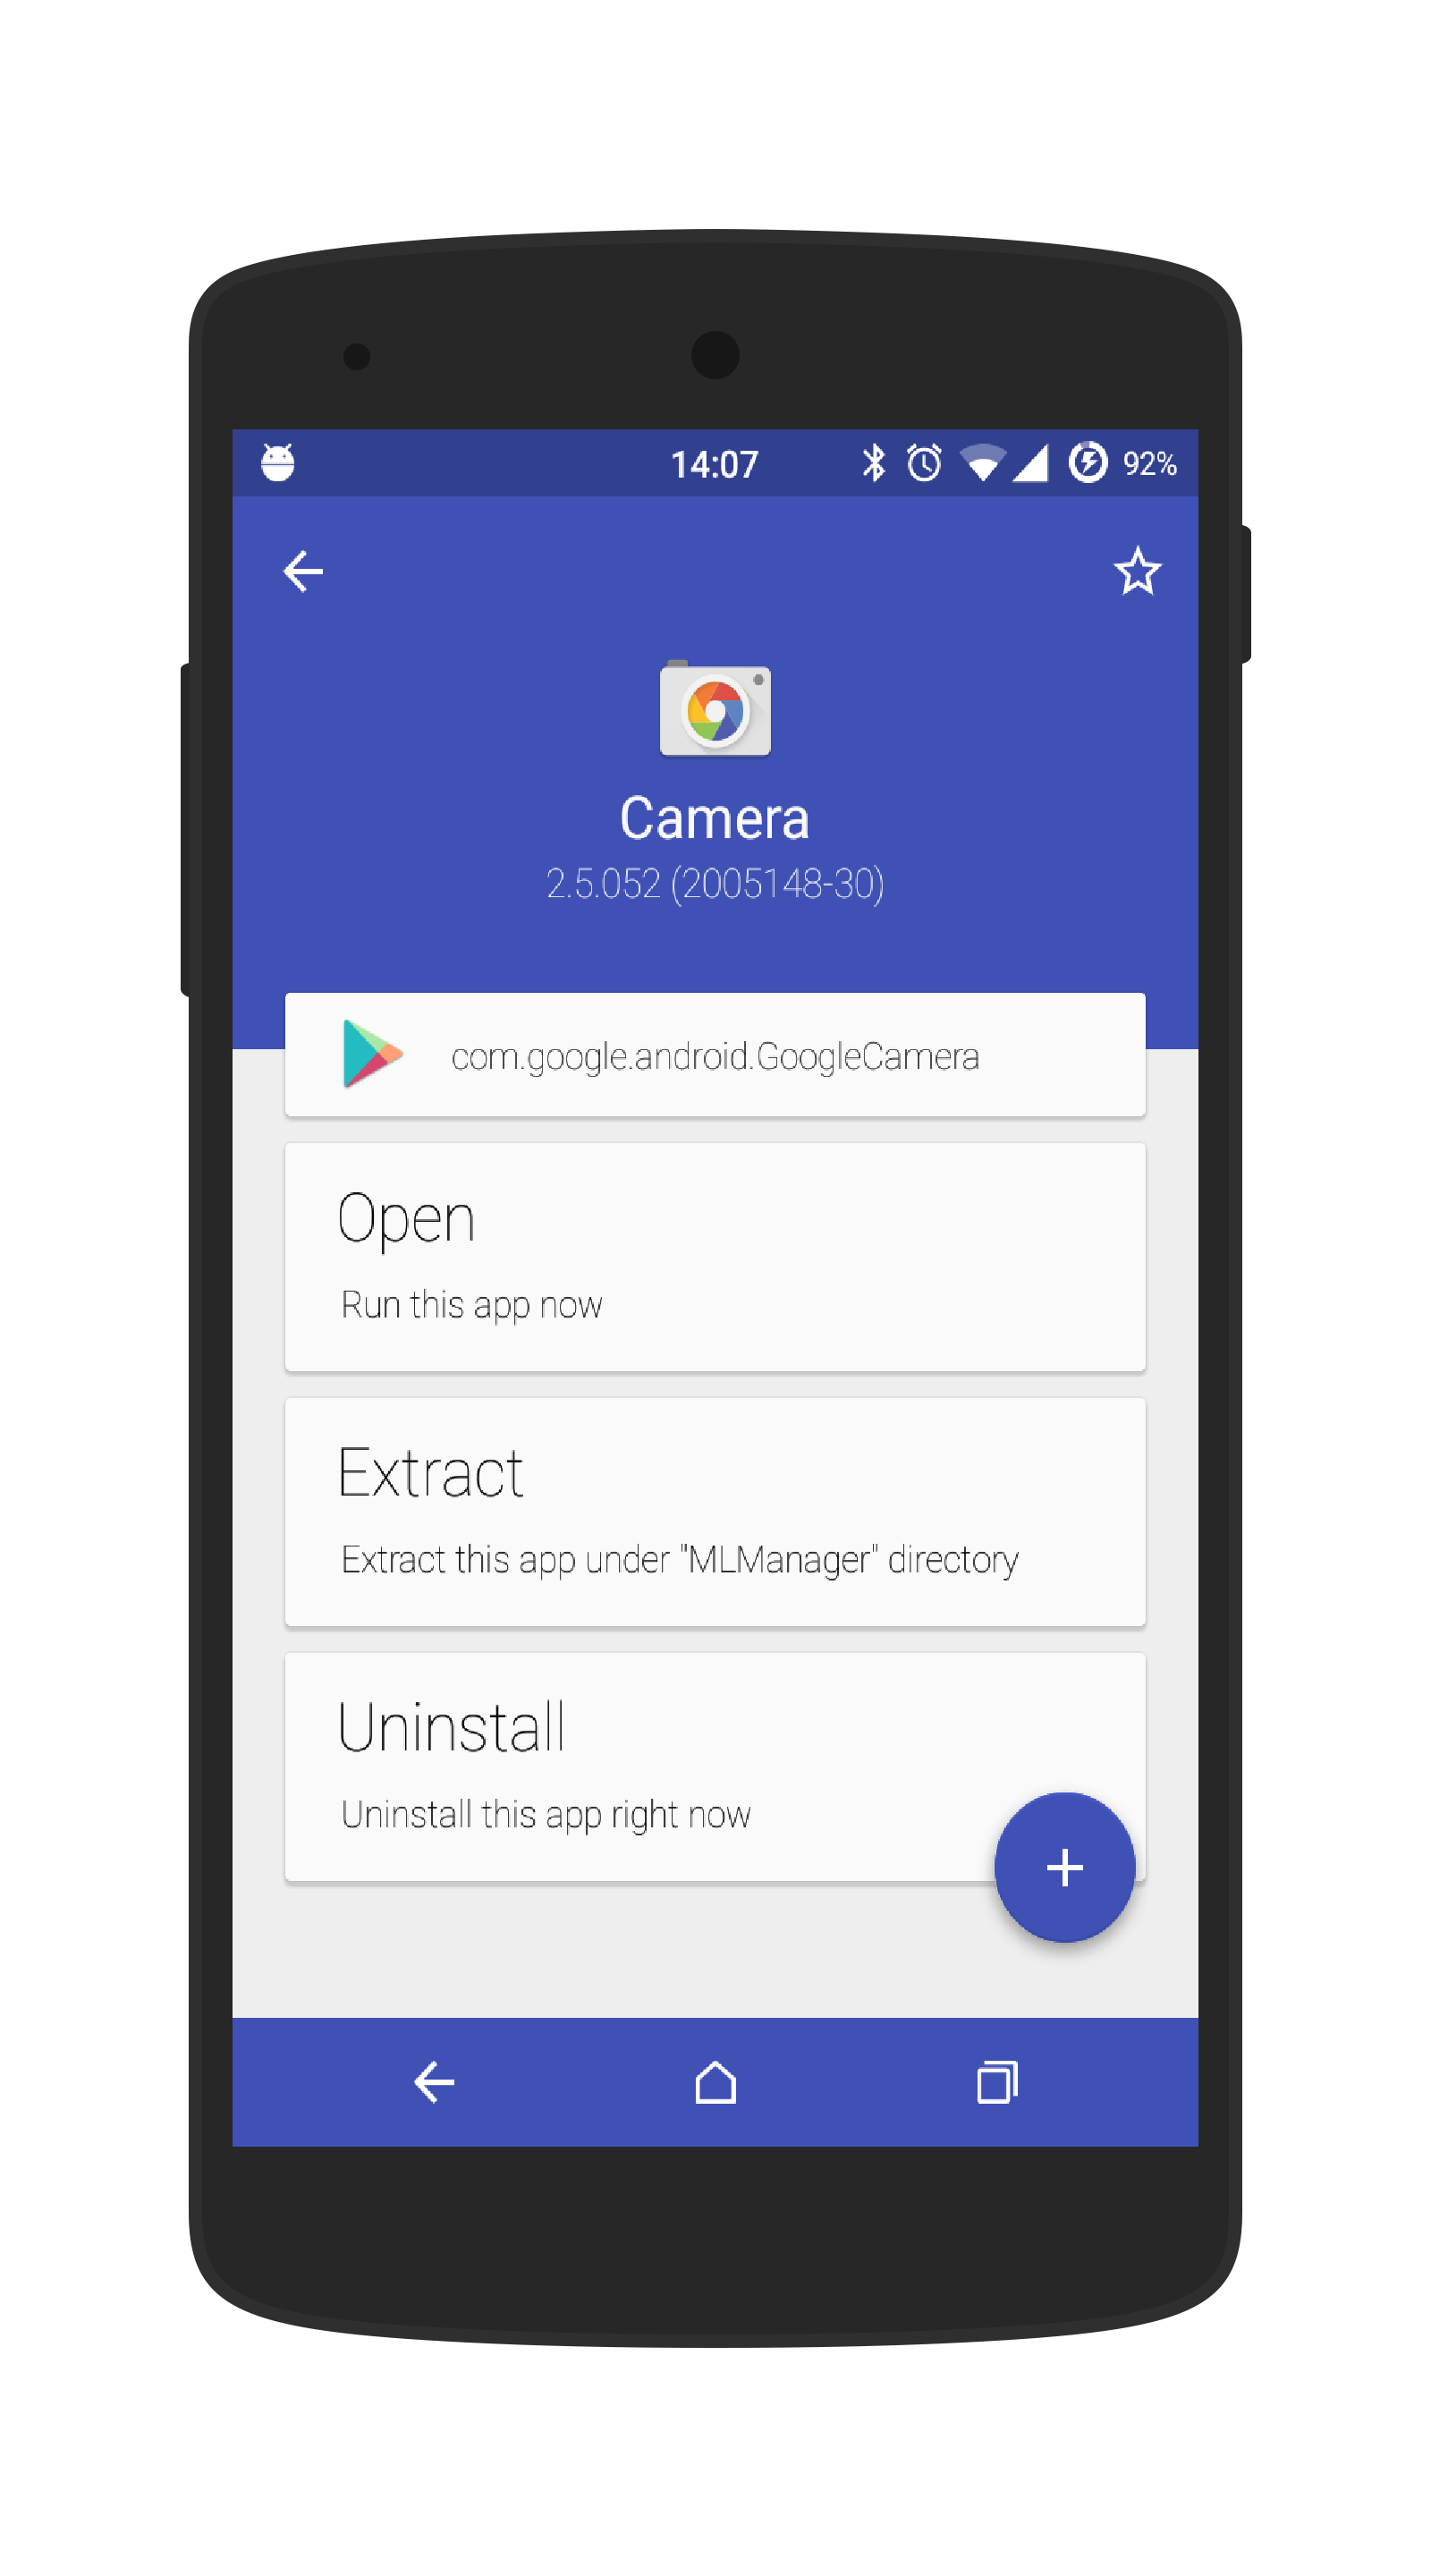 14:07 92%
Camera
2.5.052 (2005148-30)
com.google.android.GoogleCamera
Open
Run this app now
Extract
Extract this app under "MLManager" directory
Uninstall
Uninstall this app right now